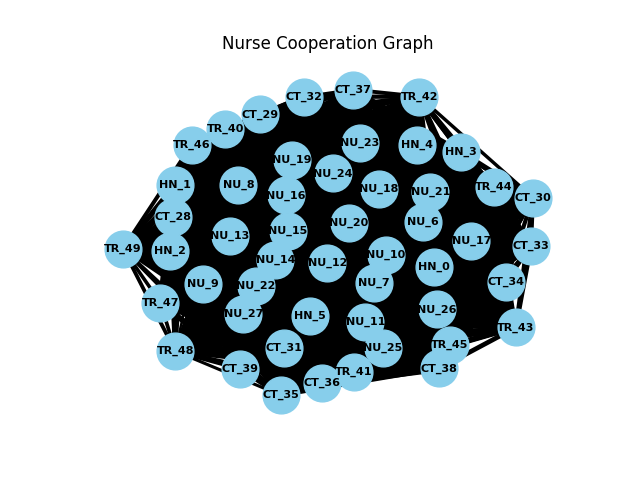 Nurse Cooperation Graph
CT_37
CT_32
TR_42
CT_29
TR_40
NU_23
HN_4
TR_46
HN_3
NU_19
NU_24
HN_1
NU_8
NU_18
TR_44
NU_21
NU_16
CT_30
CT_28
NU_20
NU_6
NU_15
NU_13
NU_17
CT_33
TR_49
HN_2
NU_10
NU_14
NU_12
HN_0
NU_9
NU_22
NU_7
CT_34
TR_47
NU_26
NU_27
HN_5
NU_11
TR_43
TR_45
CT_31
NU_25
TR_48
CT_39
TR_41
CT_38
CT_36
CT_35